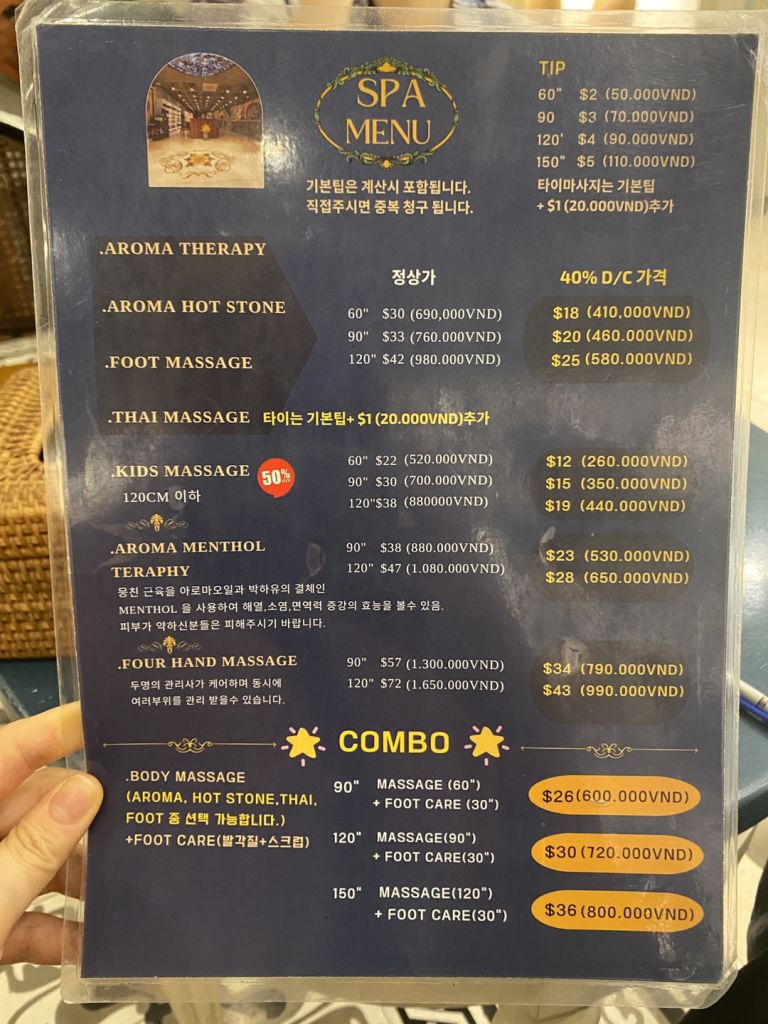 SPA
MENU
기본팁은 계산시 포함됩니다.
직접주시면 중복 청구 됩니다.
TIP
60" $2 (50.000VND)
90 $3 (70.000VND)
120' $4 (90.000VND)
150" $5 (110.000VND)
타이마사지는 기본팁
+ $1 (20.000VND)추가
정상가
40% D/C 가격
.AROMA THERAPY
.AROMA HOT STONE
.FOOT MASSAGE
60" $30 (690,000VND) $18 (410,000VND)
90" $33 (760.000VND) $20 (460.000VND)
120" $42 (980.000VND) $25 (580.000VND)
.THAI MASSAGE 타이는 기본팁+ $1 (20.000VND)추가
.KIDS MASSAGE 50%
120CM 이하
60" $22 (520.000VND) $12 (260.000VND)
90" $30 (700.000VND) $15 (350.000VND)
120"$38 (880000VND) $19 (440.000VND)
.AROMA MENTHOL
TERAPHY
90" $38 (880.000VND) $23 (530.000VND)
120" $47 (1.080.000VND) $28 (650.000VND)
뭉친 근육을 아로마오일과 박하유의 결체인
MENTHOL 을 사용하여 해열,소염,면역력 증강의 효능을 볼수 있음.
피부가 약하신분들은 피해주시기 바랍니다.
.FOUR HAND MASSAGE
두명의 관리사가 케어하며 동시에
여러부위를 관리 받을수 있습니다.
90" $57 (1.300.000VND) $34 (790.000VND)
120" $72 (1.650.000VND) $43 (990.000VND)
COMBO
.BODY MASSAGE
(AROMA, HOT STONE,THAI,
FOOT 중 선택 가능합니다.)
+FOOT CARE(발각질+스크럽)
90" MASSAGE (60") $26(600.000VND)
+ FOOT CARE (30")
120" MASSAGE(90") $30 (720.000VND)
+ FOOT CARE(30")
150" MASSAGE(120") $36 (800.000VND)
+ FOOT CARE(30")